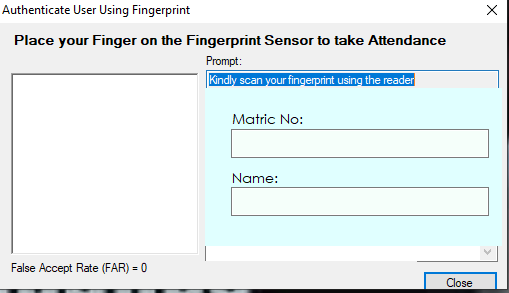 Authenticate User Using Fingerprint
Place your Finger on the Fingerprint Sensor to take Attendance
Prompt:
Kindly scan your fingerprint using the reader
Matric No:
Name:
False Accept Rate (FAR) = 0
Close